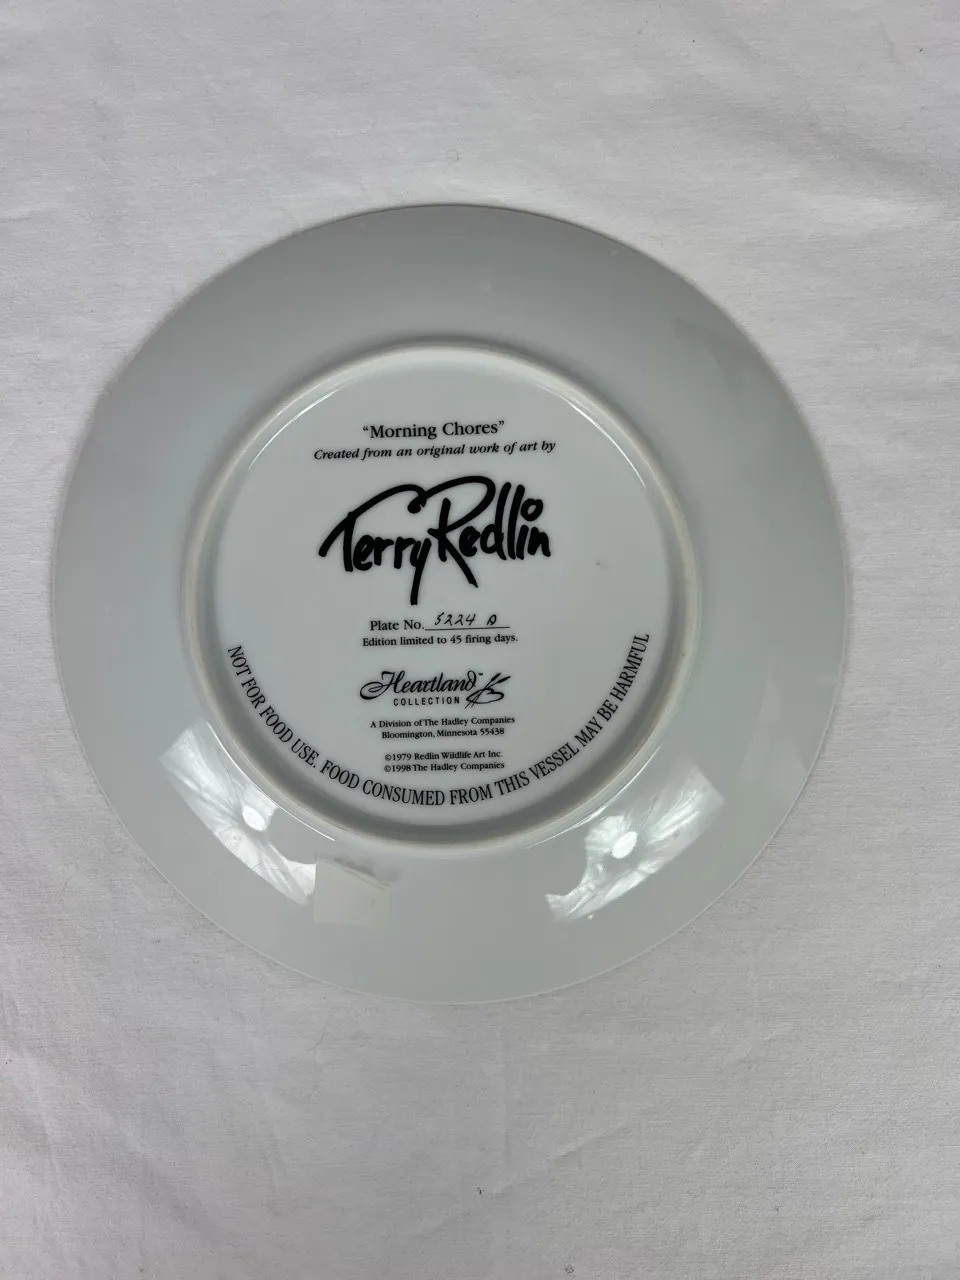 "Morning Chores"
Created from an original work of art by
Terry Redlin
Plate No. 5224 D
Edition limited to 45 firing days.
Heartland™
COLLECTION
A Division of The Hadley Companies
Bloomington, Minnesota 55438
©1979 Redlin Wildlife Art Inc.
©1998 The Hadley Companies
NOT FOR FOOD USE. FOOD CONSUMED FROM THIS VESSEL MAY BE HARMFUL